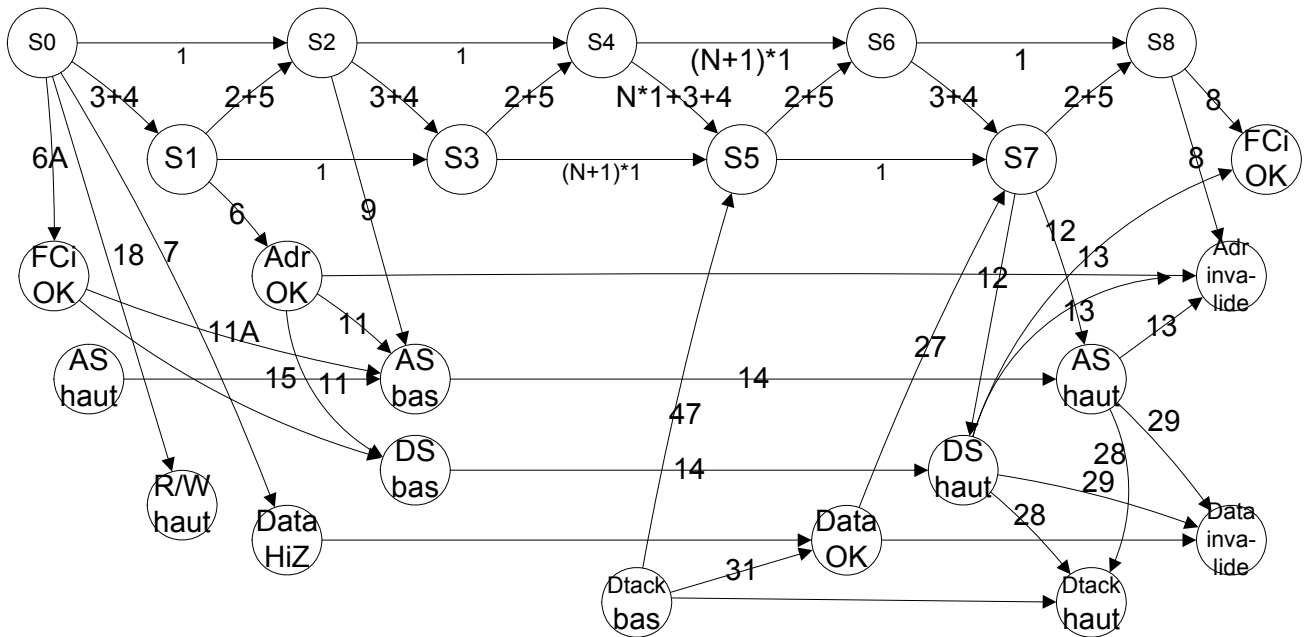 S0
1
S2
1
S4
(N+1)*1
S6
1
S8
3+4
2+5
3+4
2+5
N*1+3+4
2+5
3+4
2+5
8
6A
S1
1
S3
(N+1)*1
S5
1
S7
8
FCi
OK
6
9
12
18
7
13
12
FCi
OK
Adr
OK
Adr
inva-
lide
11A
11
13
13
27
AS
haut
15
11
AS
bas
14
AS
haut
47
29
28
DS
bas
14
DS
haut
29
R/W
haut
28
Data
HiZ
Data
OK
Data
inva-
lide
31
Dtack
bas
Dtack
haut